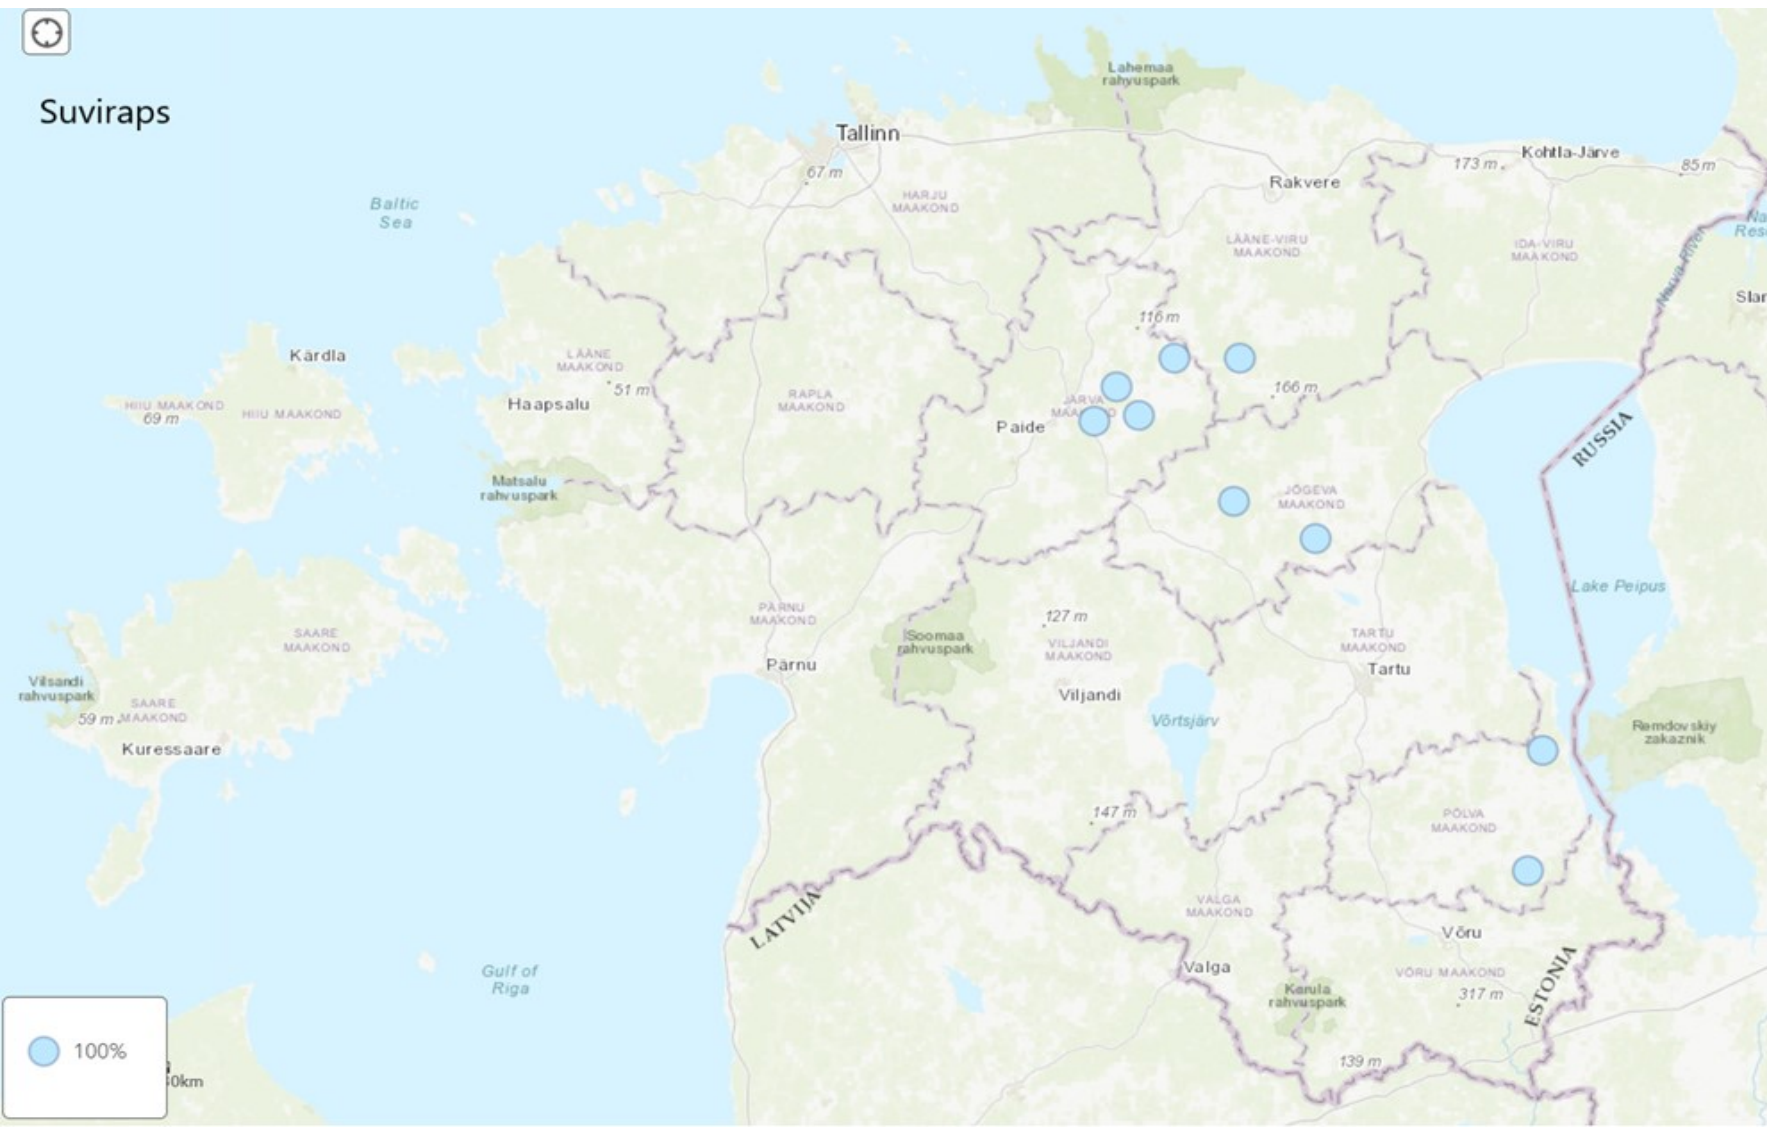 Suviraps
Lahemaa
rahvuspark
Tallinn
67 m
HARJU
MAAKOND
Baltic
Sea
Rakvere
173 m
Kohtla-Järve
85 m
LÄÄNE-VIRU
MAAKOND
IDA-VIRU
MAAKOND
Narva River
116 m
Kärdla
LÄÄNE
MAAKOND
51 m
HIIU MAAKOND
69 m
HIIU MAAKOND
Haapsalu
RAPLA
MAAKOND
JÄRVA
Paide
166 m
RUSSIA
Matsalu
rahvuspark
JÕGEVA
MAAKOND
Lake Peipus
PÄRNU
MAAKOND
Soomaa
rahvuspark
127 m
VILJANDI
MAAKOND
TARTU
MAAKOND
Tartu
SAARE
MAAKOND
Pärnu
Viljandi
Vilsandi
rahvuspark
59 m
SAARE
MAAKOND
Kuressaare
Võrtsjärv
Remdovskiy
zakaznik
147 m
PÕLVA
MAAKOND
LATVIJA
VALGA
MAAKOND
Võru
Valga
VÕRU MAAKOND
317 m
ESTONIA
Karula
rahvuspark
139 m
Gulf of
Riga
100%
0km